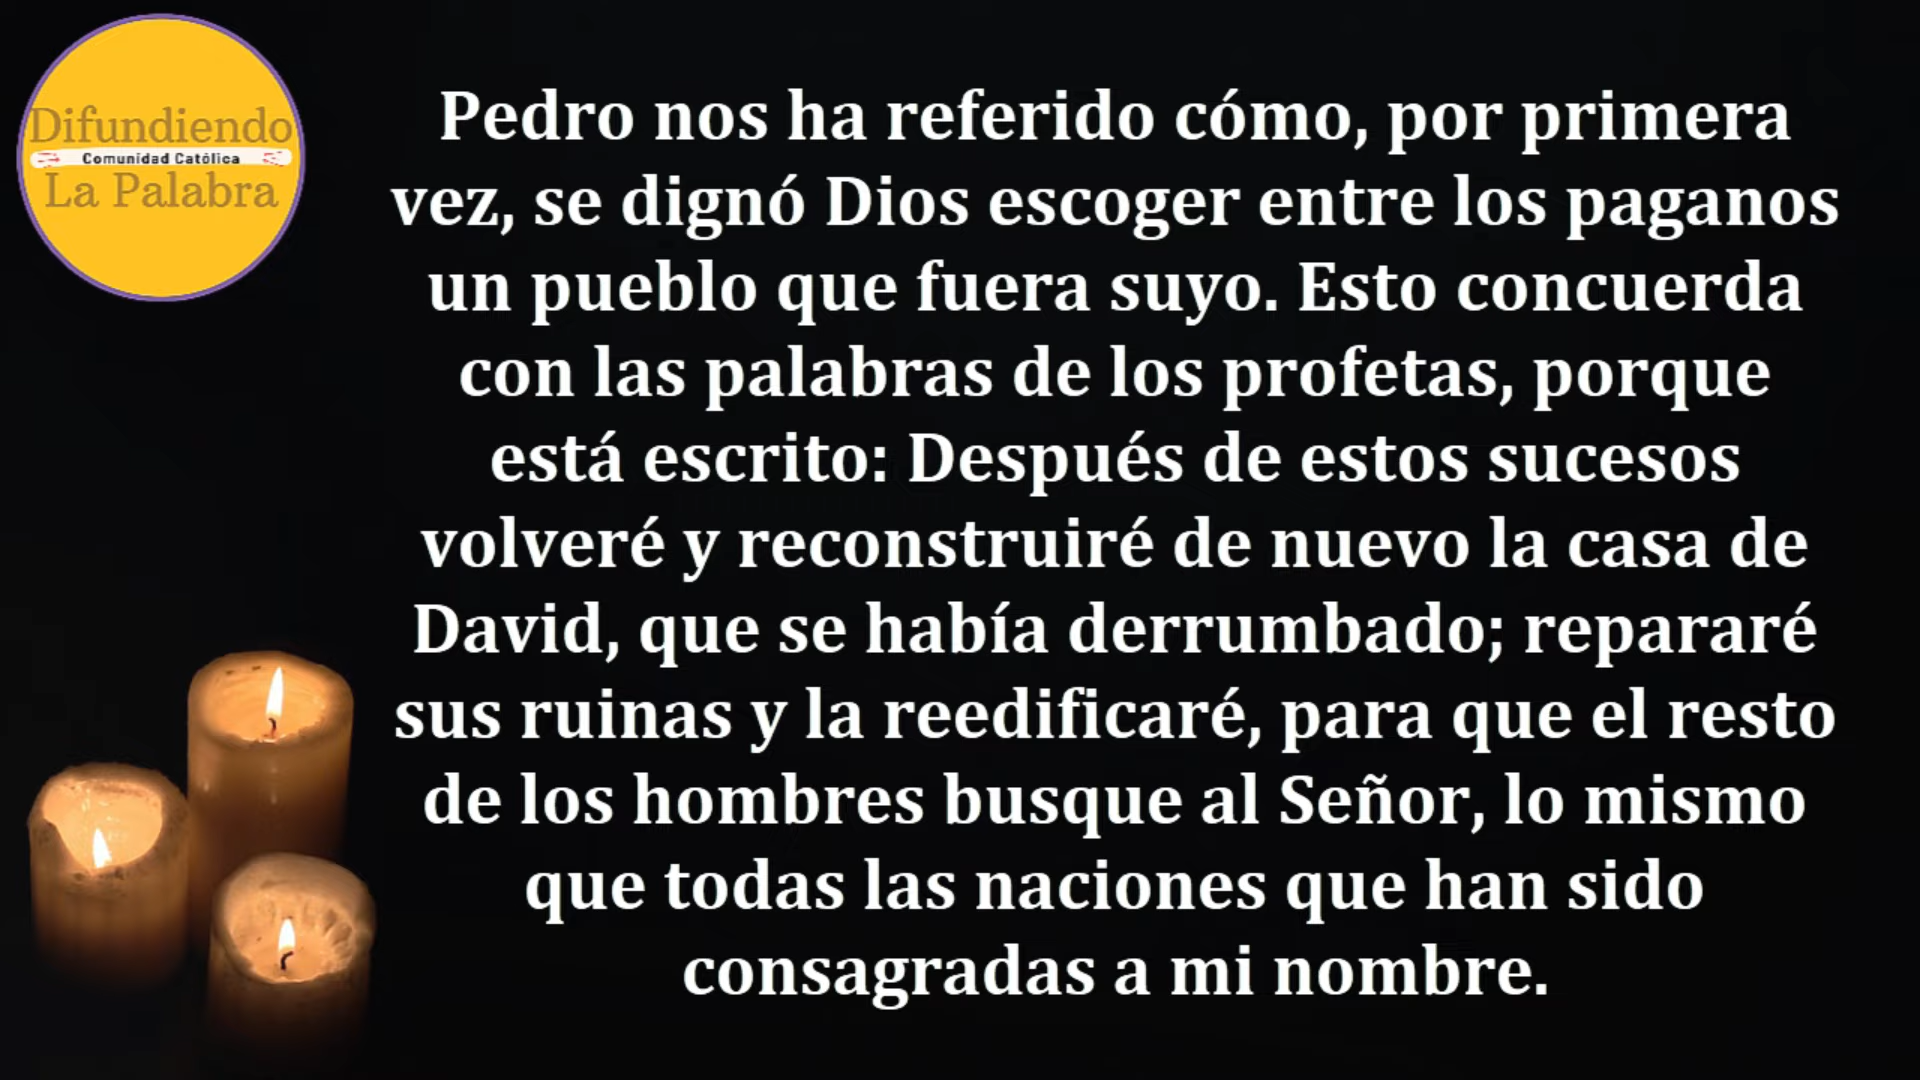 Difundiendo
Comunidad Católica
La Palabra
Pedro nos ha referido cómo, por primera
vez, se dignó Dios escoger entre los paganos
un pueblo que fuera suyo. Esto concuerda
con las palabras de los profetas, porque
está escrito: Después de estos sucesos
volveré y reconstruiré de nuevo la casa de
David, que se había derrumbado; repararé
sus ruinas y la reedificaré, para que el resto
de los hombres busque al Señor, lo mismo
que todas las naciones que han sido
consagradas a mi nombre.